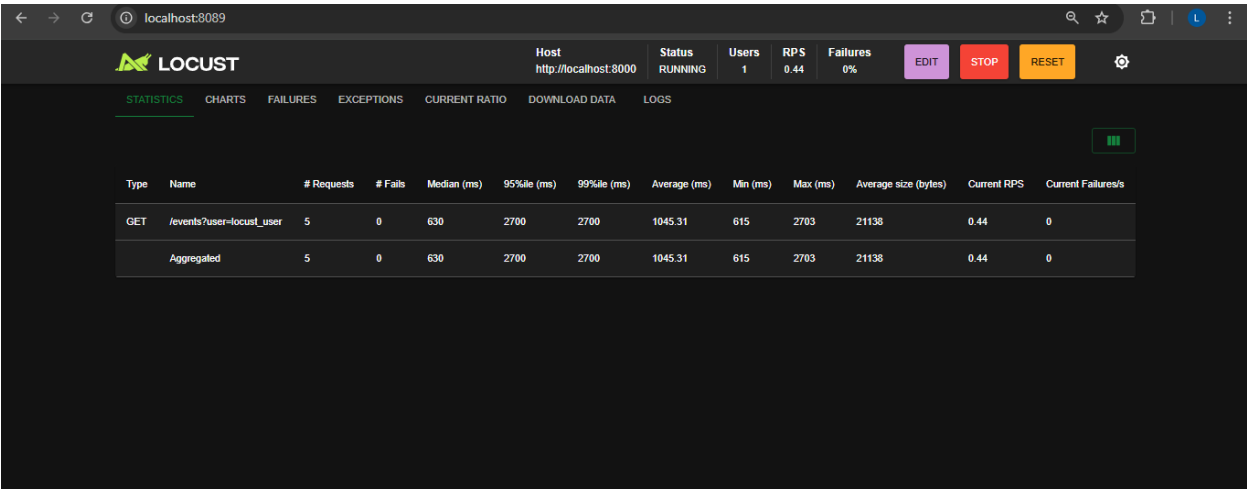 localhost:8089
L
LOCUST
Host
http://localhost:8000
Status
RUNNING
Users
1
RPS
0.44
Failures
0%
EDIT
STOP
RESET
STATISTICS CHARTS FAILURES EXCEPTIONS CURRENT RATIO DOWNLOAD DATA LOGS
Type Name # Requests # Fails Median (ms) 95%ile (ms) 99%ile (ms) Average (ms) Min (ms) Max (ms) Average size (bytes) Current RPS Current Failures/s
GET /events?user=locust_user 5 0 630 2700 2700 1045.31 615 2703 21138 0.44 0
Aggregated 5 0 630 2700 2700 1045.31 615 2703 21138 0.44 0